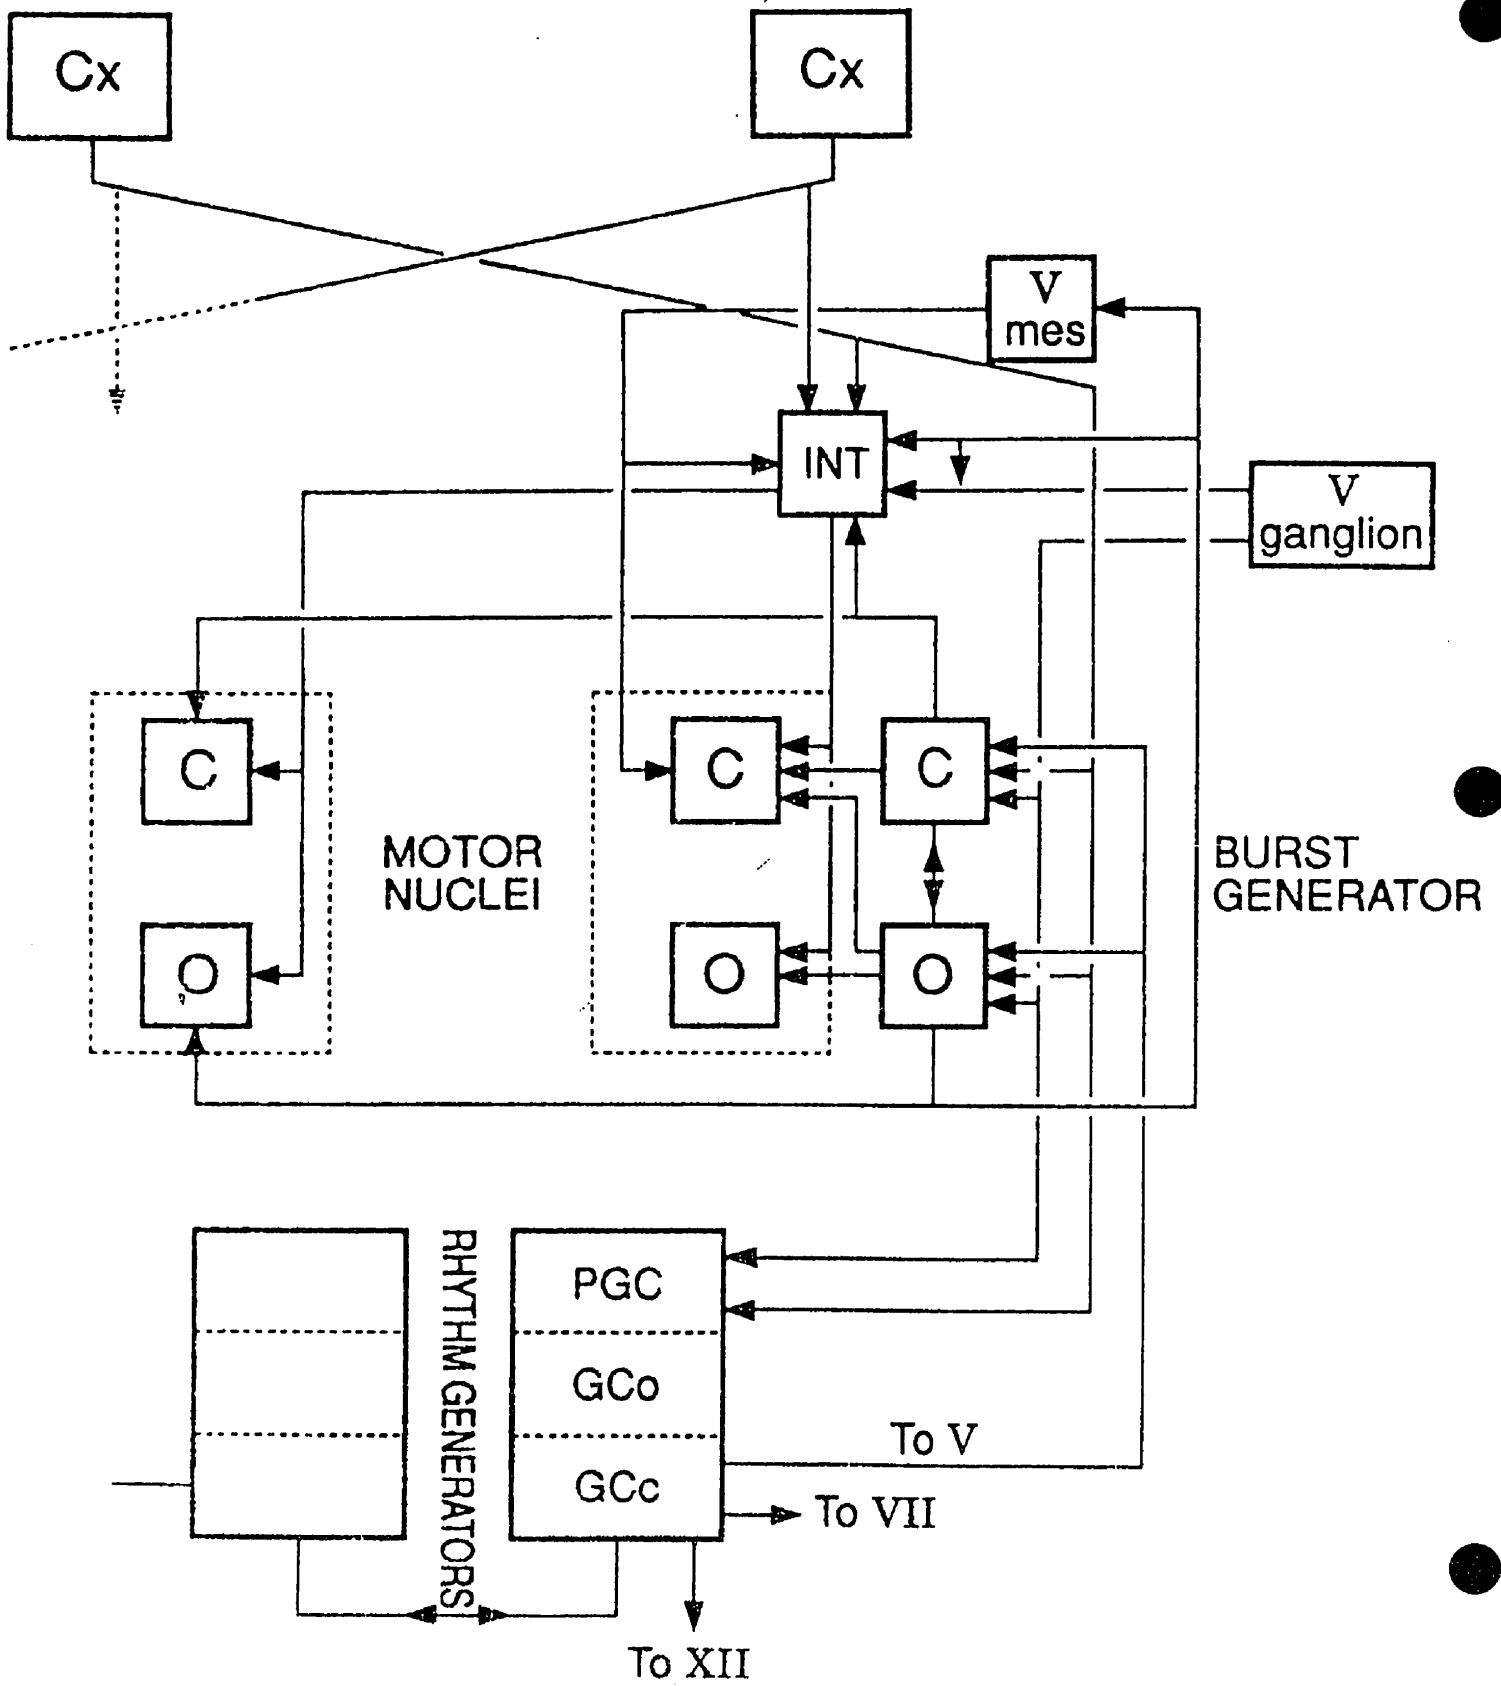 Cx
Cx
V
mes
INT
V
ganglion
C
C
C
MOTOR
NUCLEI
BURST
GENERATOR
O
O
O
RHYTHM GENERATORS
PGC
GCo
GCc
To V
To VII
To XII